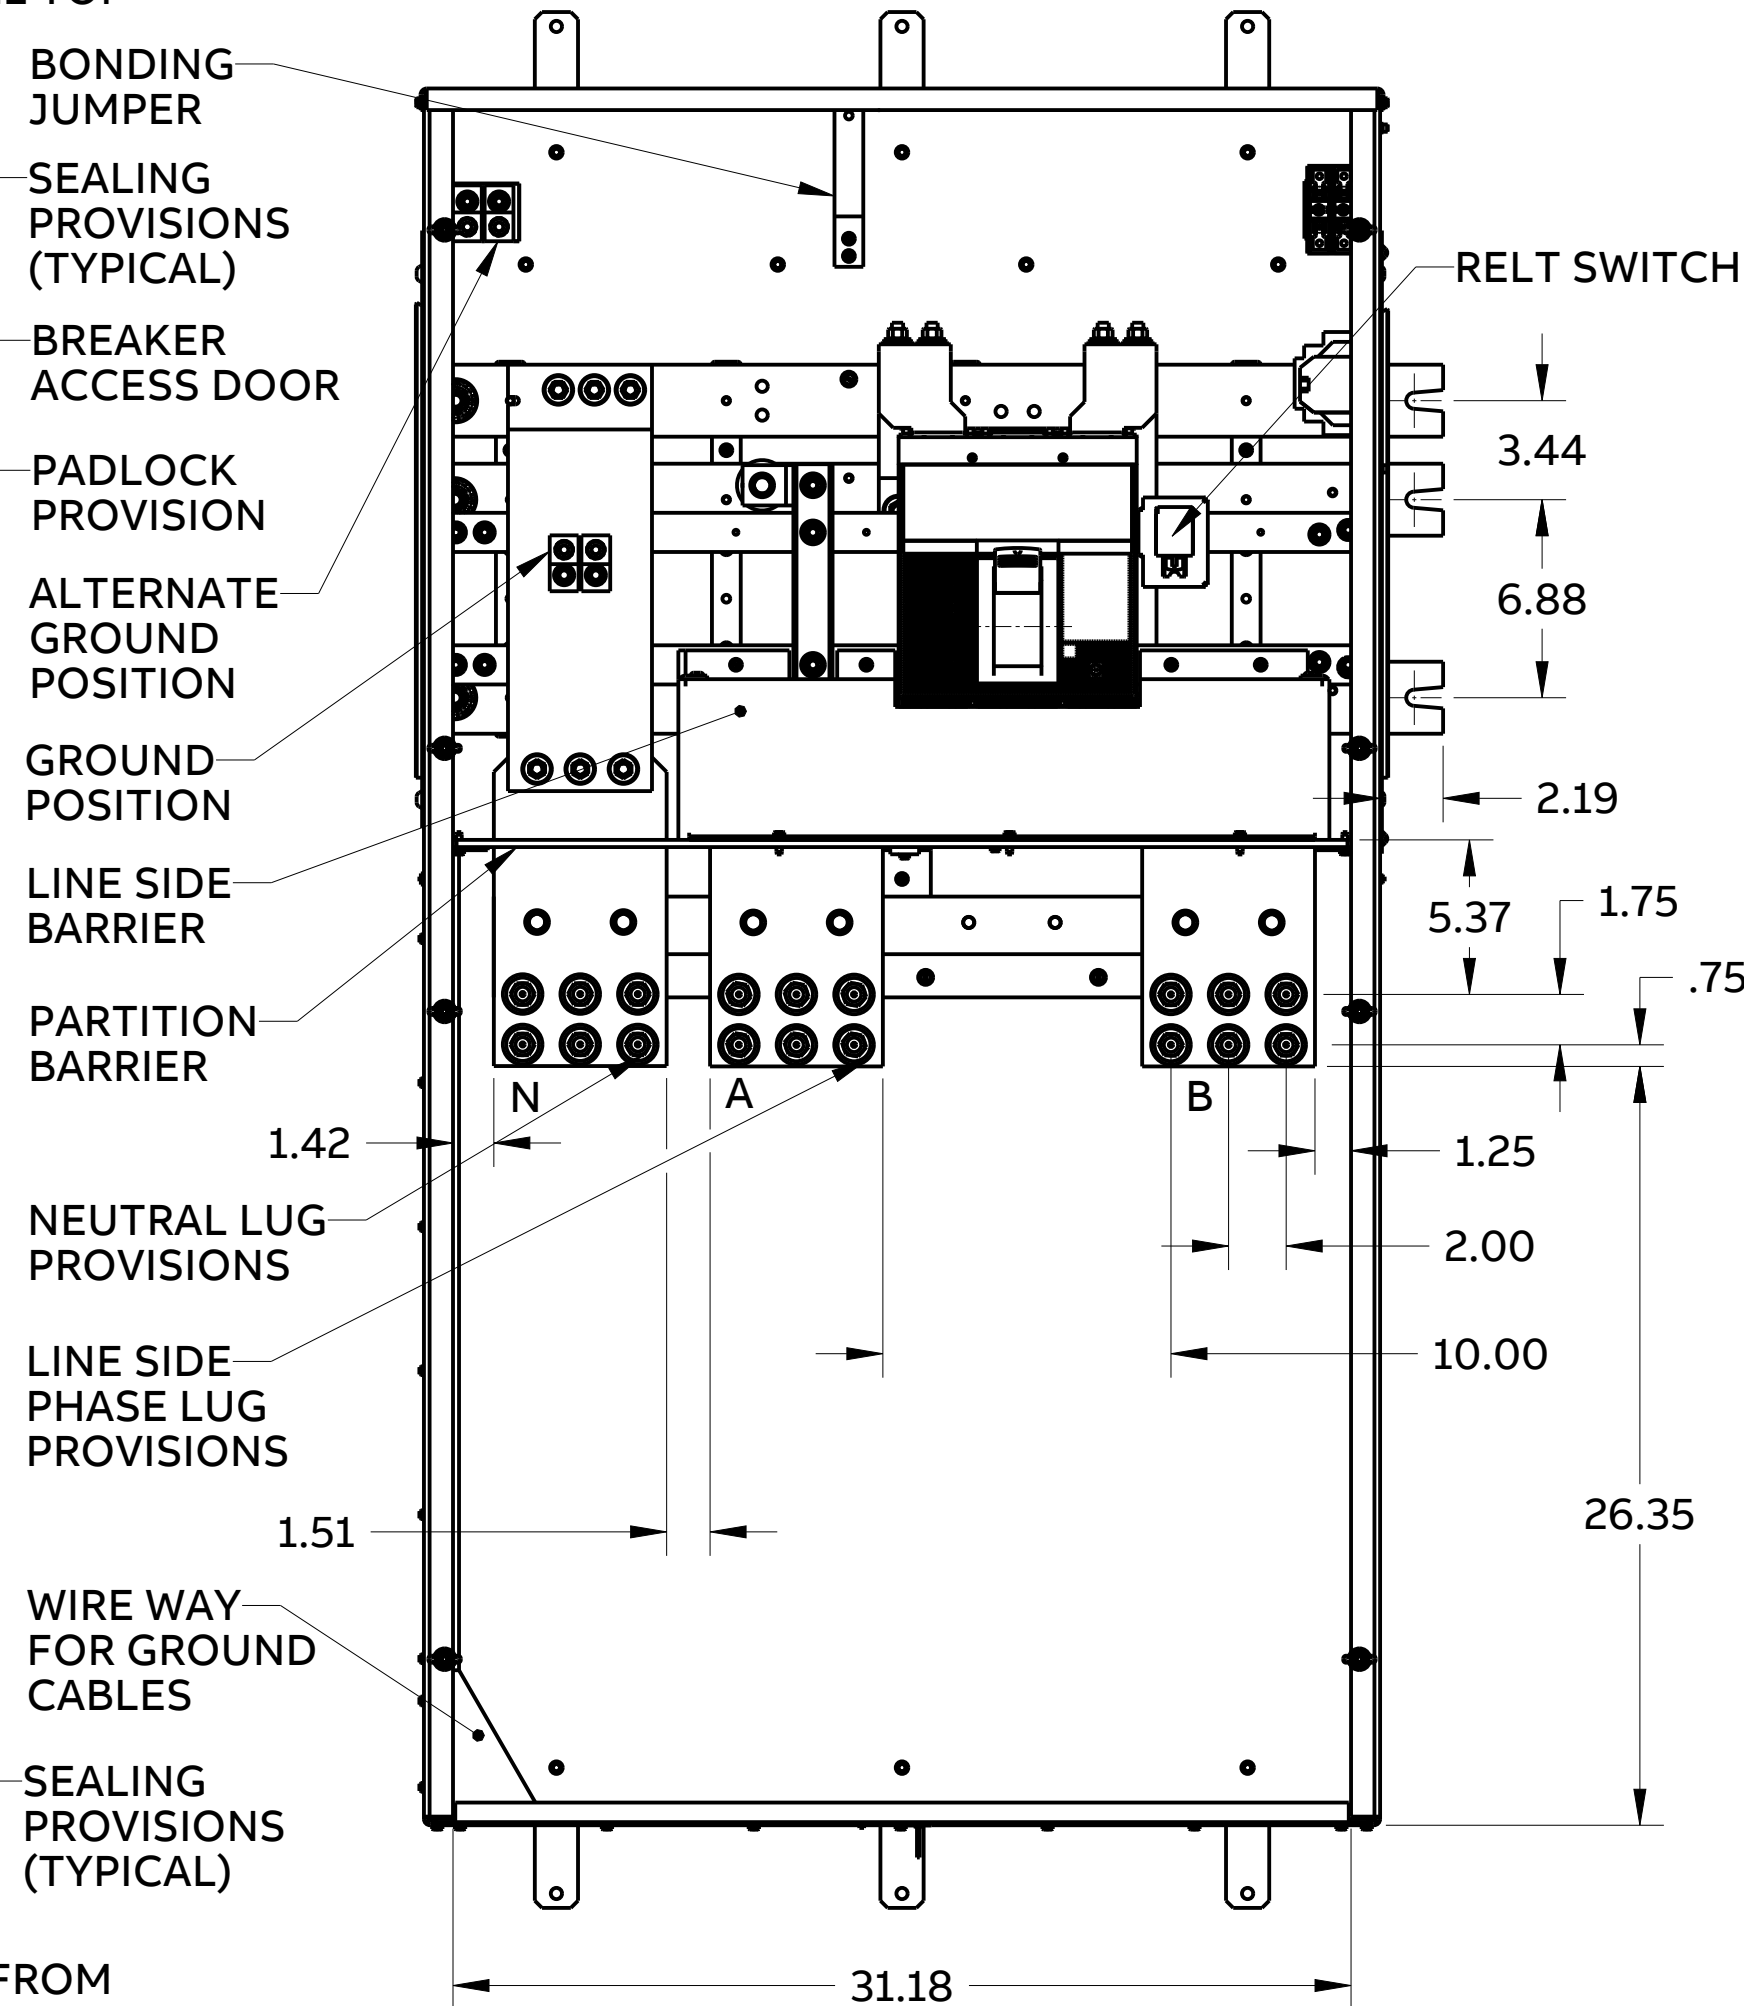 BONDING
JUMPER
SEALING
PROVISIONS
(TYPICAL)
BREAKER
ACCESS DOOR
PADLOCK
PROVISION
ALTERNATE
GROUND
POSITION
GROUND
POSITION
LINE SIDE
BARRIER
PARTITION
BARRIER
N
A
B
1.42
NEUTRAL LUG
PROVISIONS
LINE SIDE
PHASE LUG
PROVISIONS
1.51
WIRE WAY
FOR GROUND
CABLES
SEALING
PROVISIONS
(TYPICAL)
FROM
RELT SWITCH
3.44
6.88
2.19
5.37
1.75
.75
1.25
2.00
10.00
26.35
31.18